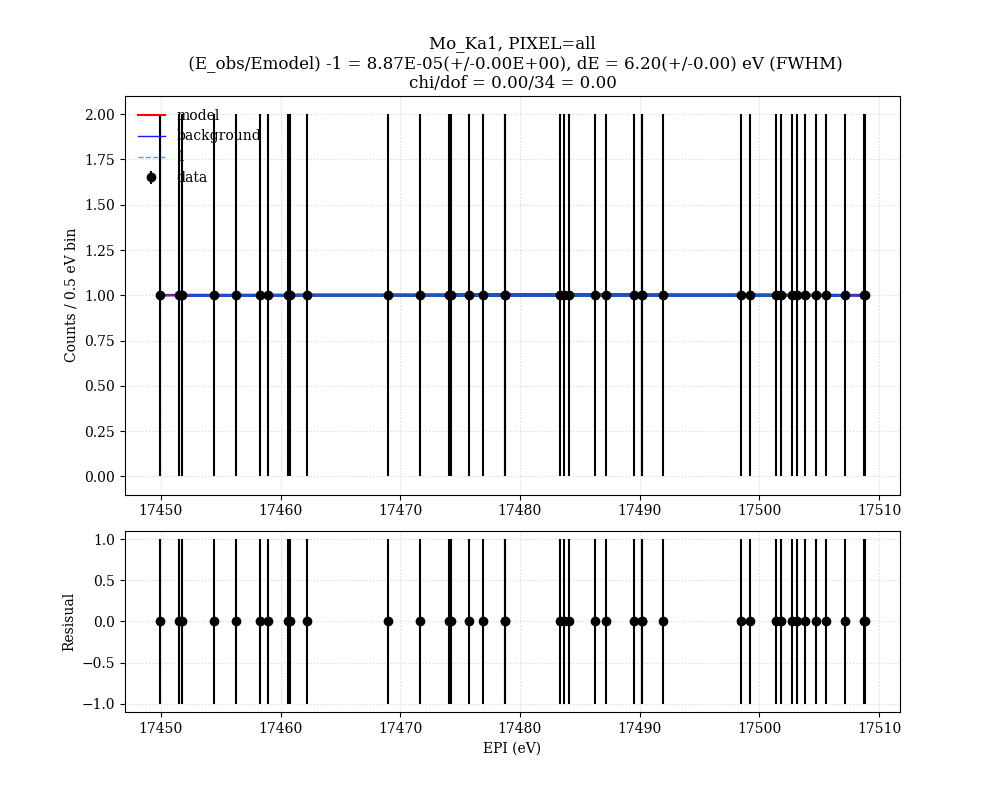 Mo_Ka1, PIXEL=all
(E_obs/Emodel) -1 = 8.87E-05(+/-0.00E+00), dE = 6.20(+/-0.00) eV (FWHM)
chi/dof = 0.00/34 = 0.00
model
background
1
data
Counts / 0.5 eV bin
2.00
1.75
1.50
1.25
1.00
0.75
0.50
0.25
0.00
17450 17460 17470 17480 17490 17500 17510
Resisual
1.0
0.5
0.0
−0.5
−1.0
17450 17460 17470 17480 17490 17500 17510
EPI (eV)